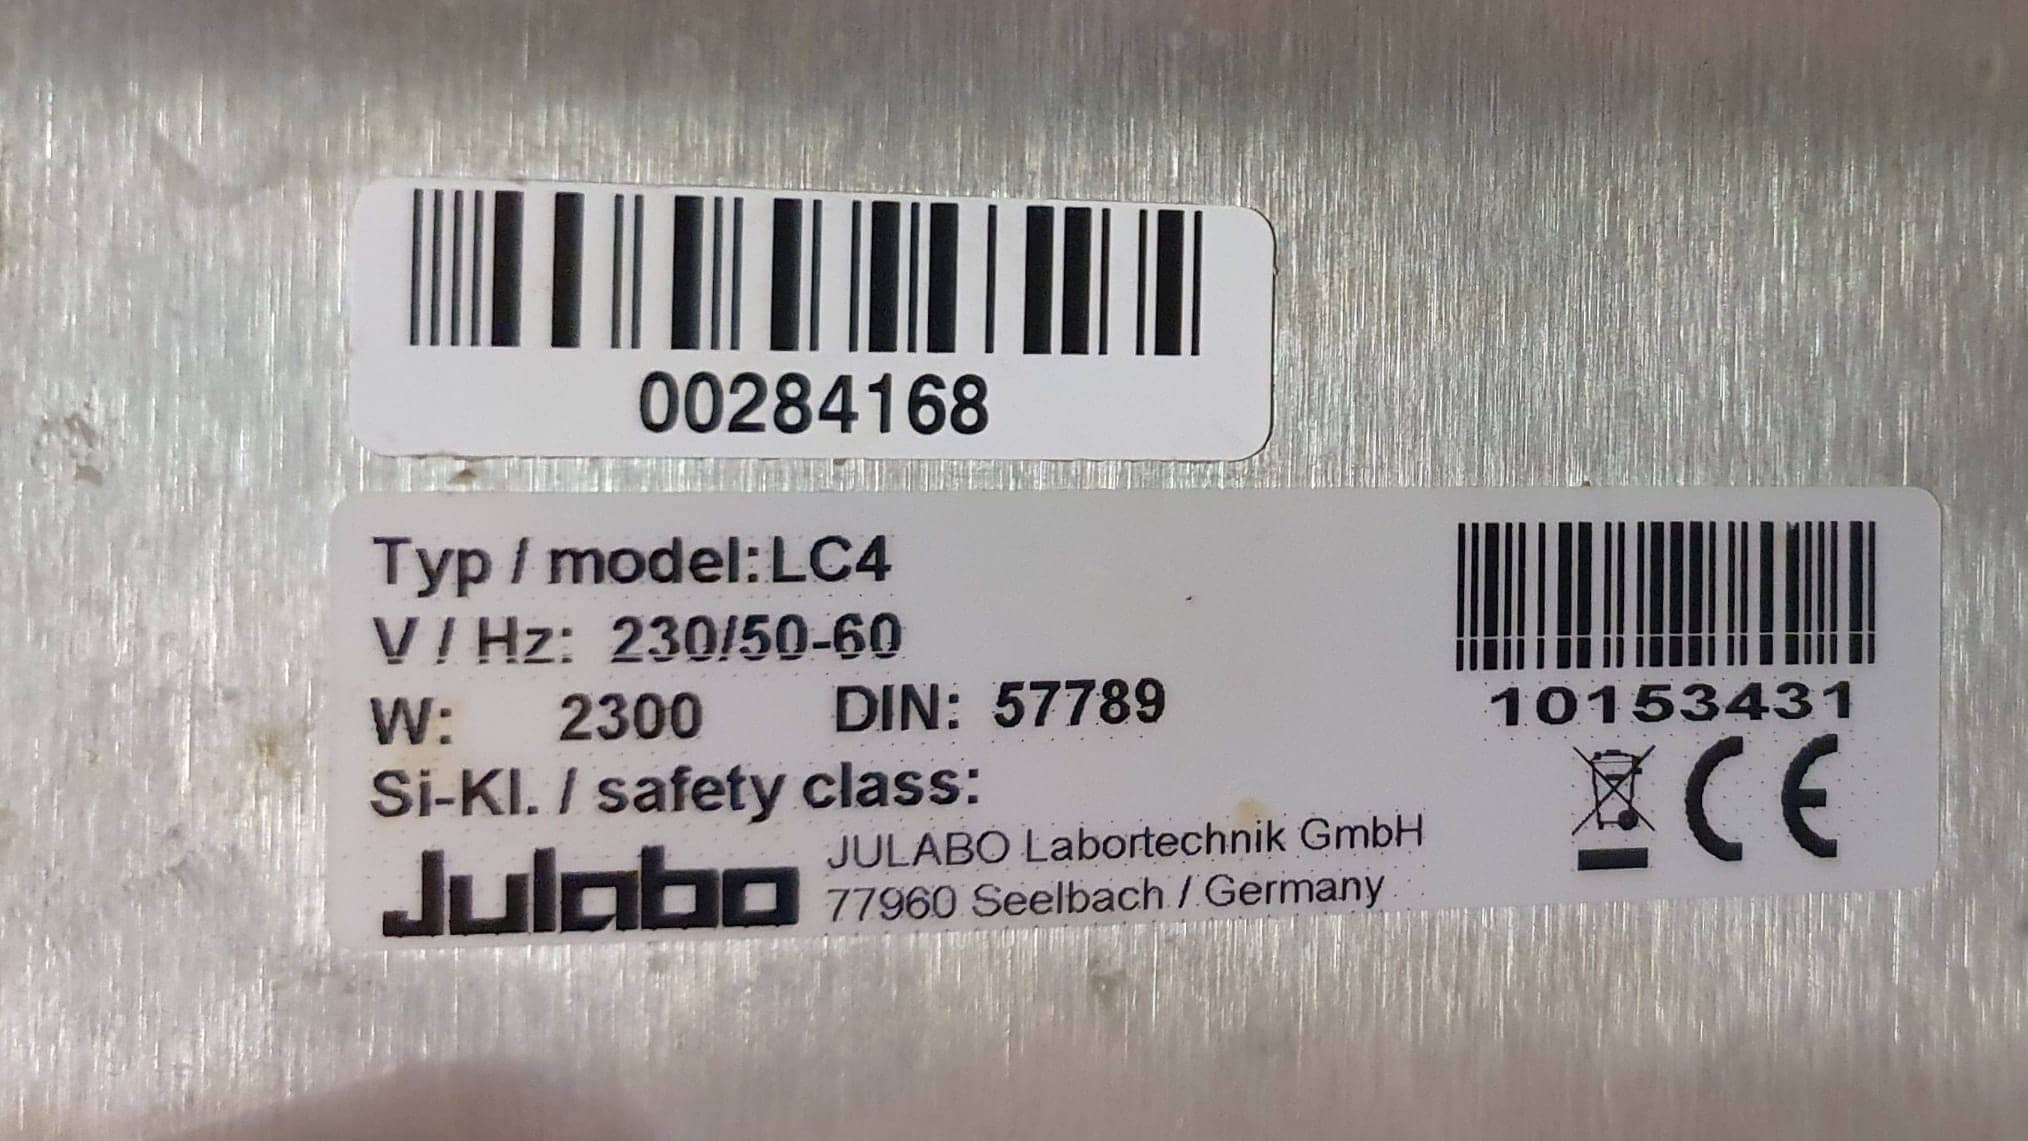 00284168
Typ / model: LC4
V / Hz: 230/50-60
W: 2300 DIN: 57789
Si-Kl. / safety class:
10153431
CE
Julabo
JULABO Labortechnik GmbH
77960 Seelbach / Germany